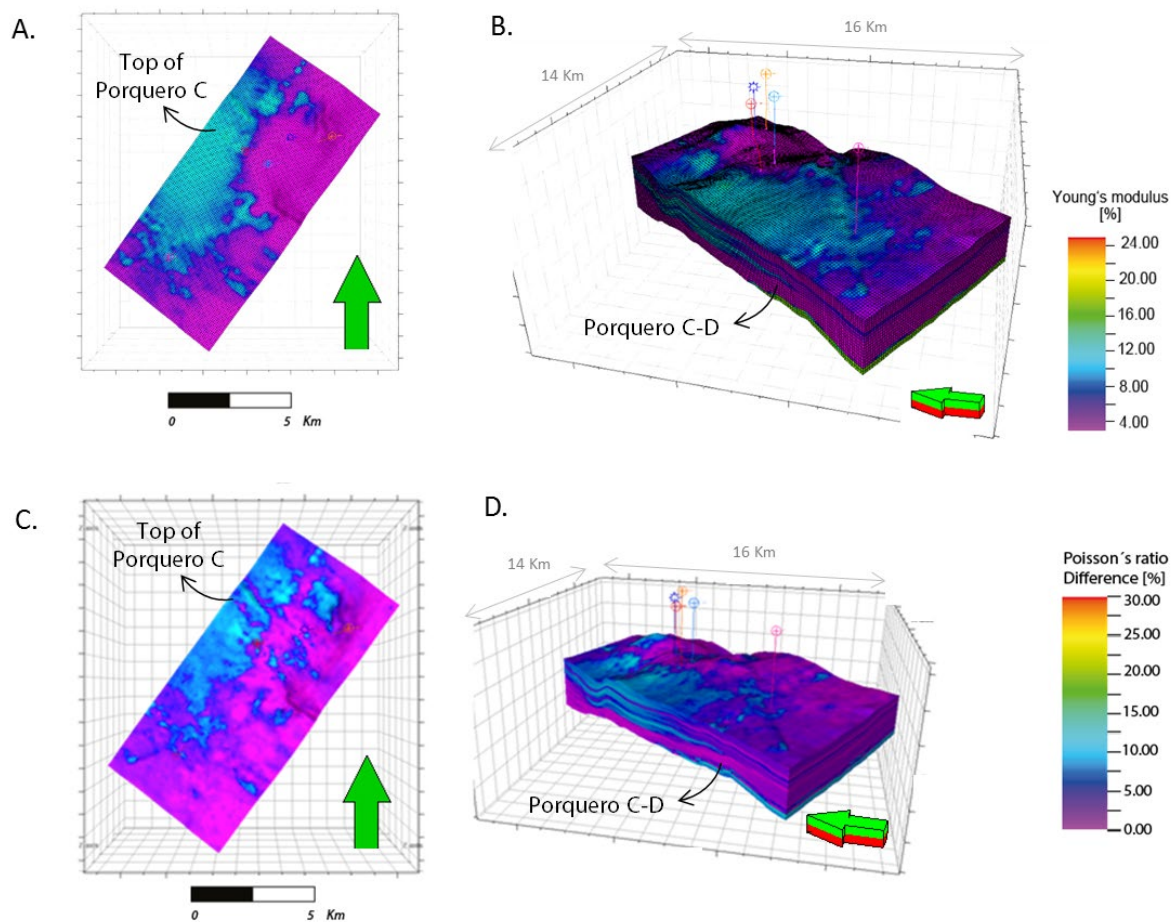 A.
Top of
Porquero C
0 5 Km
B.
16 Km
14 Km
Porquero C-D
Young's modulus
[%]
24.00
20.00
16.00
12.00
8.00
4.00
C.
Top of
Porquero C
0 5 Km
D.
16 Km
14 Km
Porquero C-D
Poisson´s ratio
Difference [%]
30.00
25.00
20.00
15.00
10.00
5.00
0.00